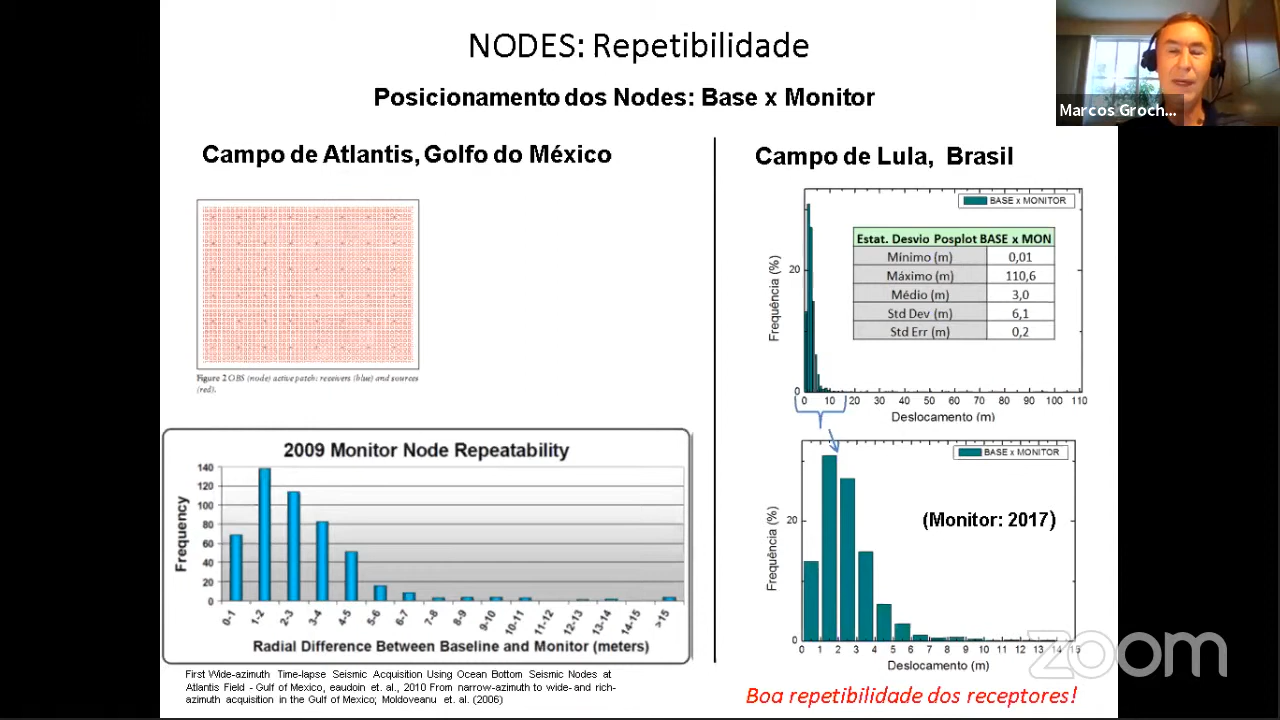 NODES: Repetibilidade
Posicionamento dos Nodes: Base x Monitor
Marcos Groch...
Campo de Atlantis, Golfo do México
Figure 2 OBS (node) active patch: receivers (blue) and sources
(red).
2009 Monitor Node Repeatability
Frequency
140
120
100
80
60
40
20
0
0-1
1-2
2-3
3-4
4-5
5-6
6-7
7-8
8-9
9-10
10-11
11-12
12-13
13-14
14-15
>15
Radial Difference Between Baseline and Monitor (meters)
First Wide-azimuth Time-lapse Seismic Acquisition Using Ocean Bottom Seismic Nodes at
Atlantis Field - Gulf of Mexico, eaudoin et. al., 2010 From narrow-azimuth to wide- and rich-
azimuth acquisition in the Gulf of Mexico; Moldoveanu et. al. (2006)
Campo de Lula, Brasil
BASE x MONITOR
Estat. Desvio Posplot BASE x MON
Mínimo (m) 0,01
Máximo (m) 110,6
Médio (m) 3,0
Std Dev (m) 6,1
Std Err (m) 0,2
Frequência (%)
20
0
0 10 20 30 40 50 60 70 80 90 100 110
Deslocamento (m)
BASE x MONITOR
(Monitor: 2017)
Frequência (%)
20
0
0 1 2 3 4 5 6 7 8 9 10 11 12 13 14 15
Deslocamento (m)
zoom
Boa repetibilidade dos receptores!